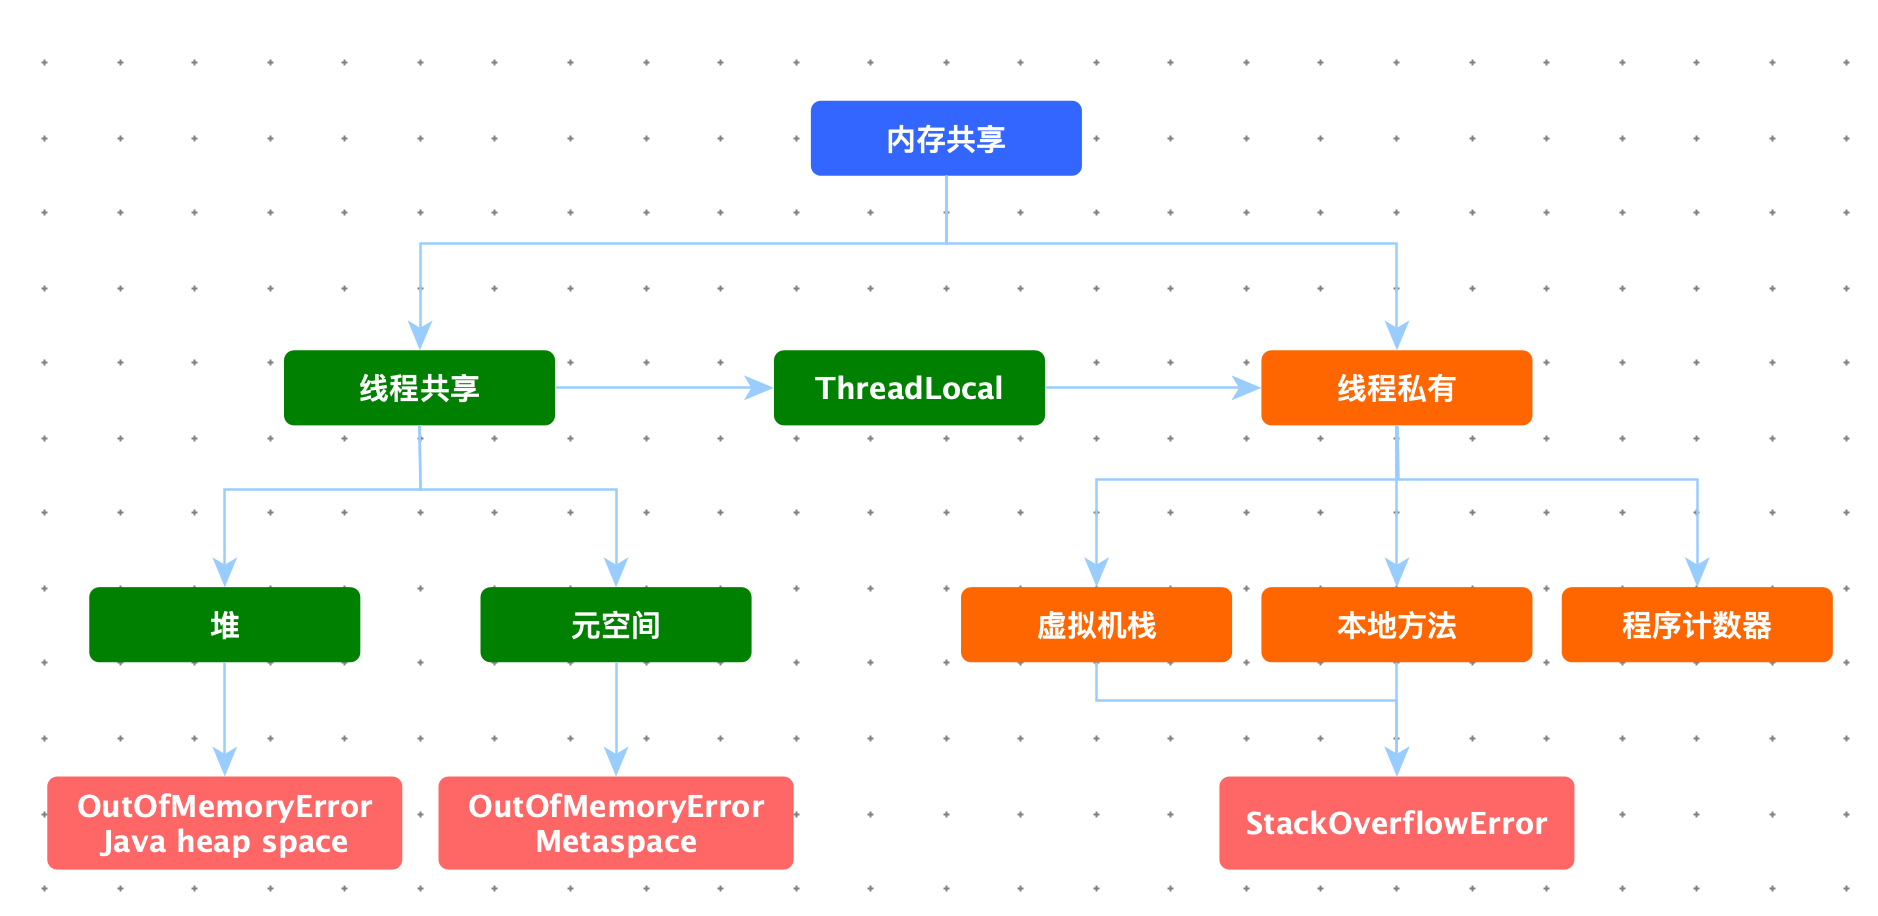 内存共享
线程共享
ThreadLocal
线程私有
堆
元空间
虚拟机栈
本地方法
程序计数器
OutOfMemoryError
Java heap space
OutOfMemoryError
Metaspace
StackOverflowError